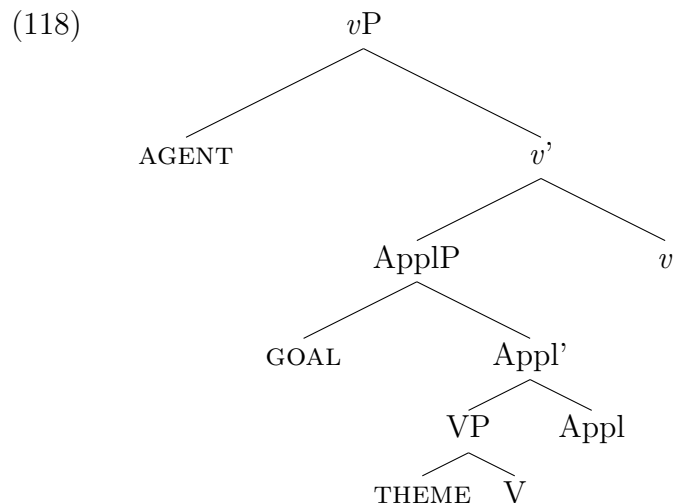 (118) vP
AGENT v’
ApplP v
GOAL Appl’
VP Appl
THEME V